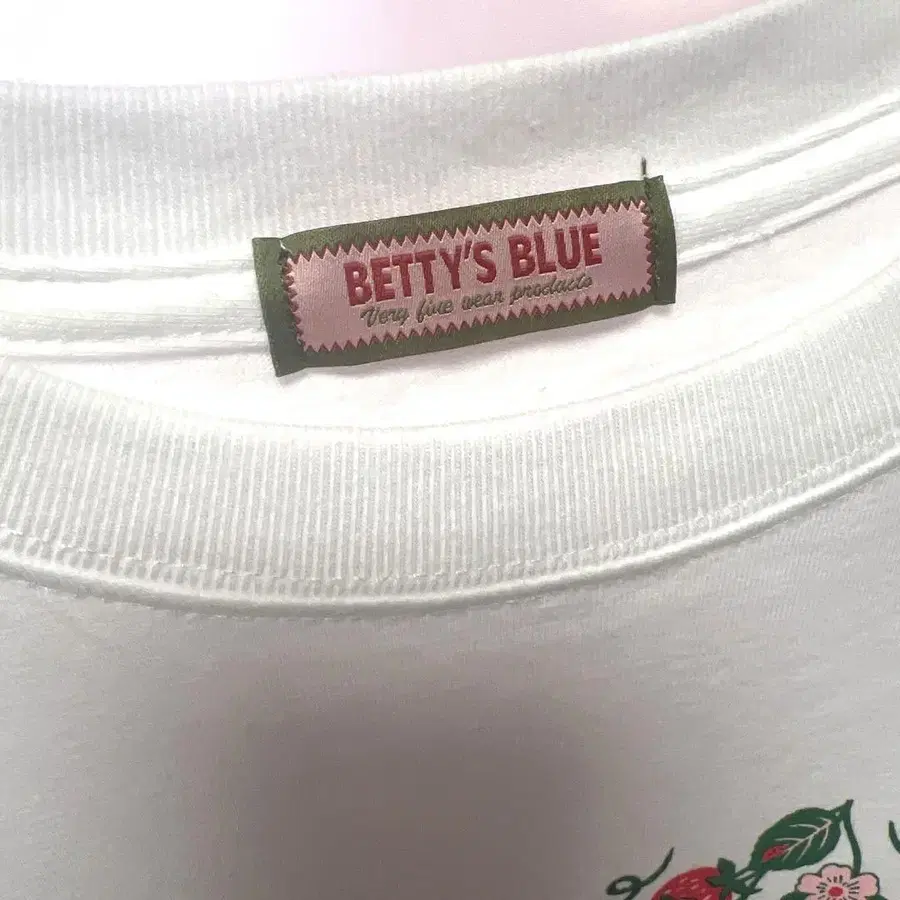 BETTY'S BLUE
Very fine wear products